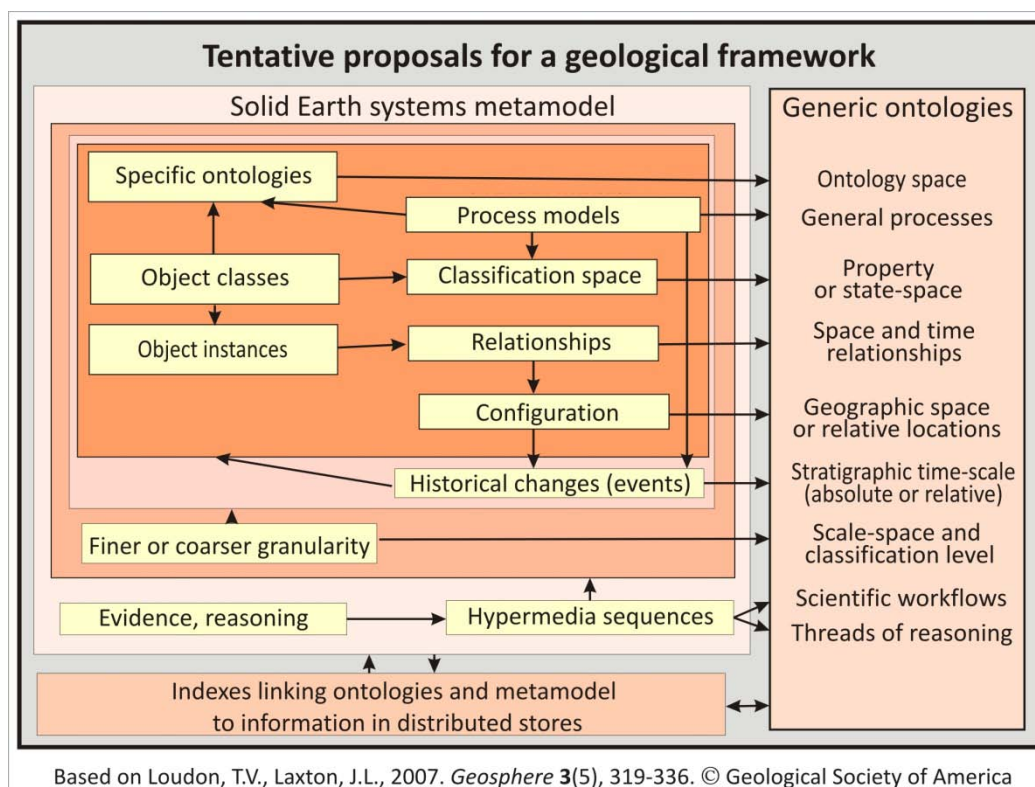 Tentative proposals for a geological framework
Solid Earth systems metamodel
Specific ontologies
Process models
Object classes
Classification space
Object instances
Relationships
Configuration
Historical changes (events)
Finer or coarser granularity
Evidence, reasoning
Hypermedia sequences
Indexes linking ontologies and metamodel
to information in distributed stores
Generic ontologies
Ontology space
General processes
Property
or state-space
Space and time
relationships
Geographic space
or relative locations
Stratigraphic time-scale
(absolute or relative)
Scale-space and
classification level
Scientific workflows
Threads of reasoning
Based on Loudon, T.V., Laxton, J.L., 2007. Geosphere 3(5), 319-336. © Geological Society of America